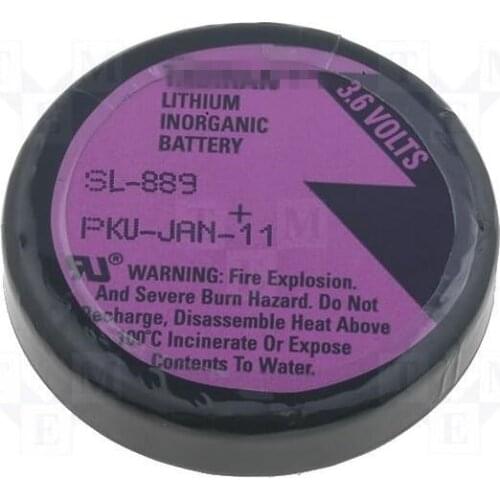 3.6 VOLTS
LITHIUM
INORGANIC
BATTERY
SL-889
+
PKU-JAN-11
® WARNING: Fire Explosion.
And Severe Burn Hazard. Do Not
Recharge, Disassemble Heat Above
100°C Incinerate Or Expose
Contents To Water.